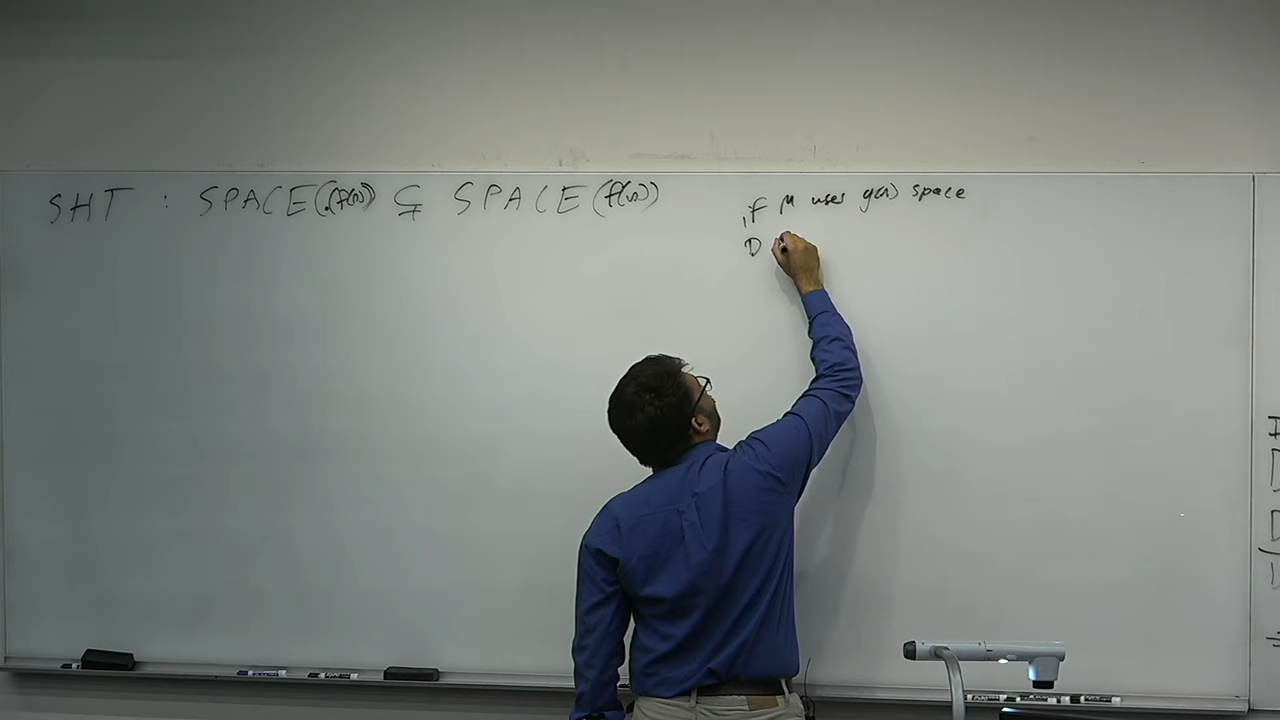 SHT : SPACE(o(f(n))) ⊊ SPACE(f(n))
if M uses g(n) space
D